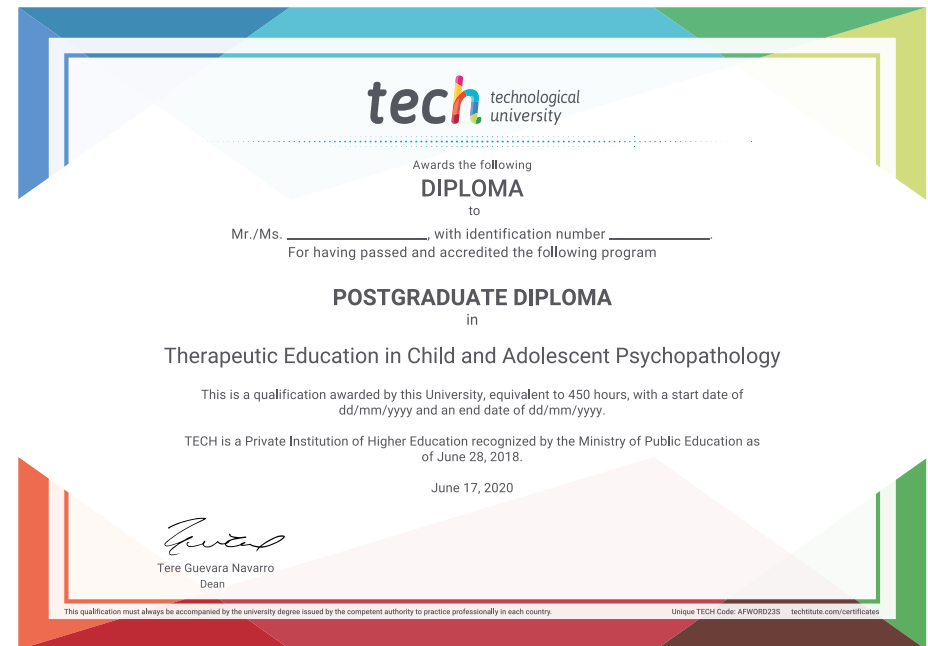 tech technological
university
Awards the following
DIPLOMA
to
Mr./Ms. ____________________, with identification number ______________.
For having passed and accredited the following program
POSTGRADUATE DIPLOMA
in
Therapeutic Education in Child and Adolescent Psychopathology
This is a qualification awarded by this University, equivalent to 450 hours, with a start date of
dd/mm/yyyy and an end date of dd/mm/yyyy.
TECH is a Private Institution of Higher Education recognized by the Ministry of Public Education as
of June 28, 2018.
June 17, 2020
Tere Guevara Navarro
Dean
This qualification must always be accompanied by the university degree issued by the competent authority to practice professionally in each country.
Unique TECH Code: AFWORD23S techtitute.com/certificates